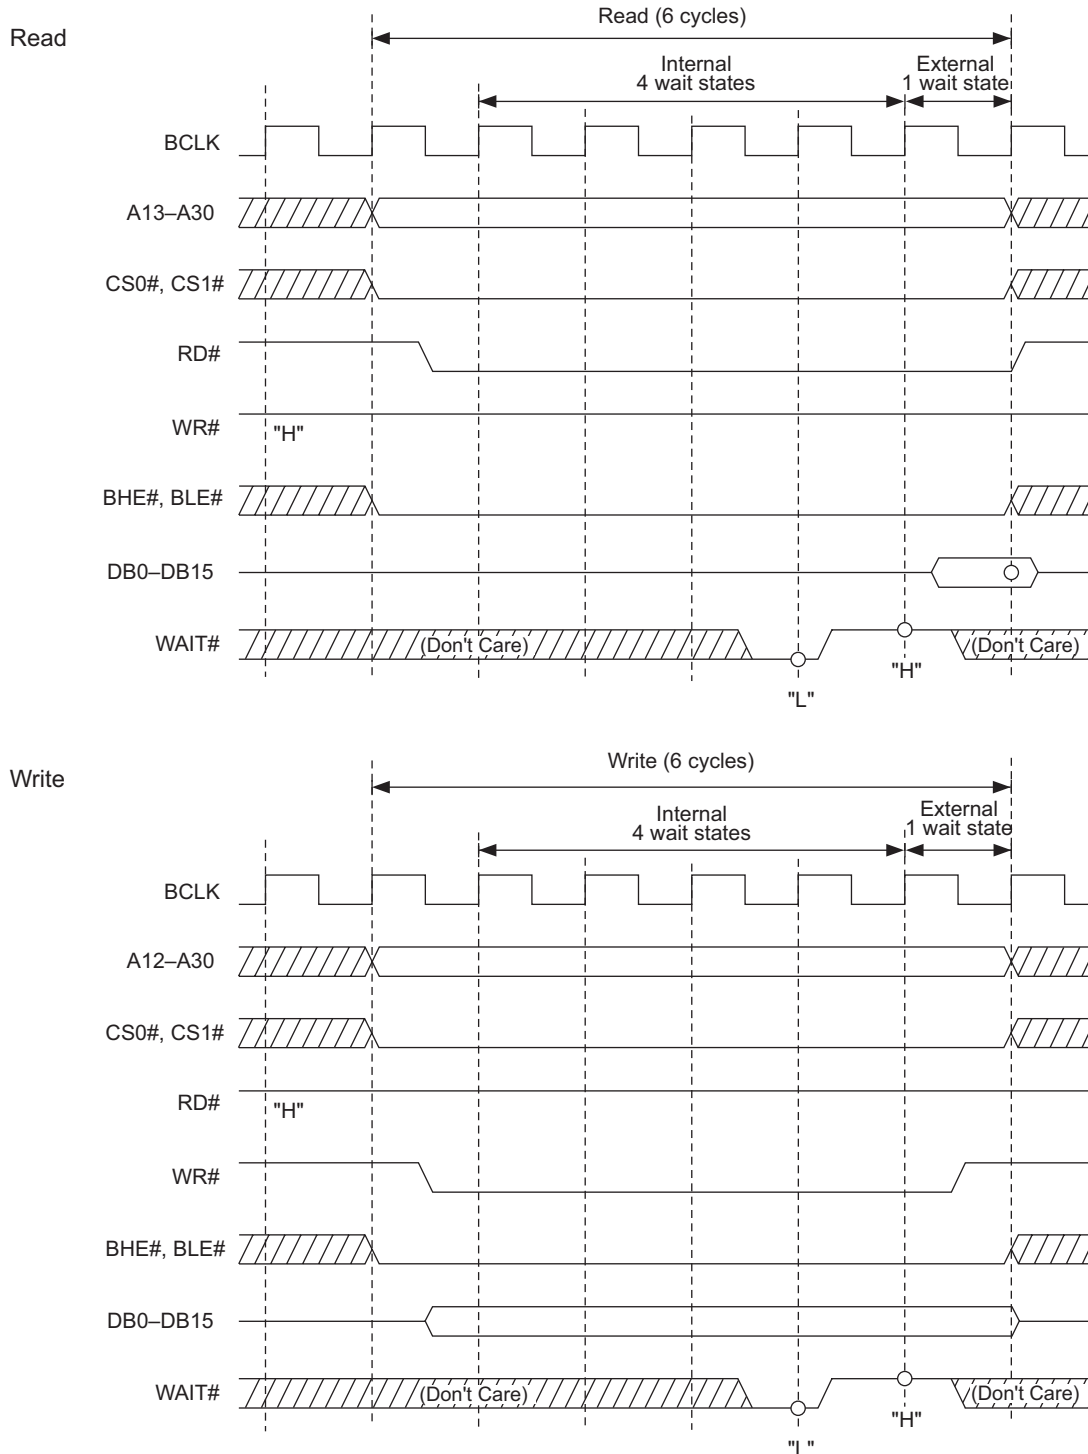 Read
Read (6 cycles)
Internal
4 wait states
External
1 wait state
BCLK
A13–A30
CS0#, CS1#
RD#
WR#
"H"
BHE#, BLE#
DB0–DB15
WAIT#
(Don't Care)
(Don't Care)
"L"
"H"
Write
Write (6 cycles)
Internal
4 wait states
External
1 wait state
BCLK
A12–A30
CS0#, CS1#
RD#
"H"
WR#
BHE#, BLE#
DB0–DB15
WAIT#
(Don't Care)
(Don't Care)
"L"
"H"